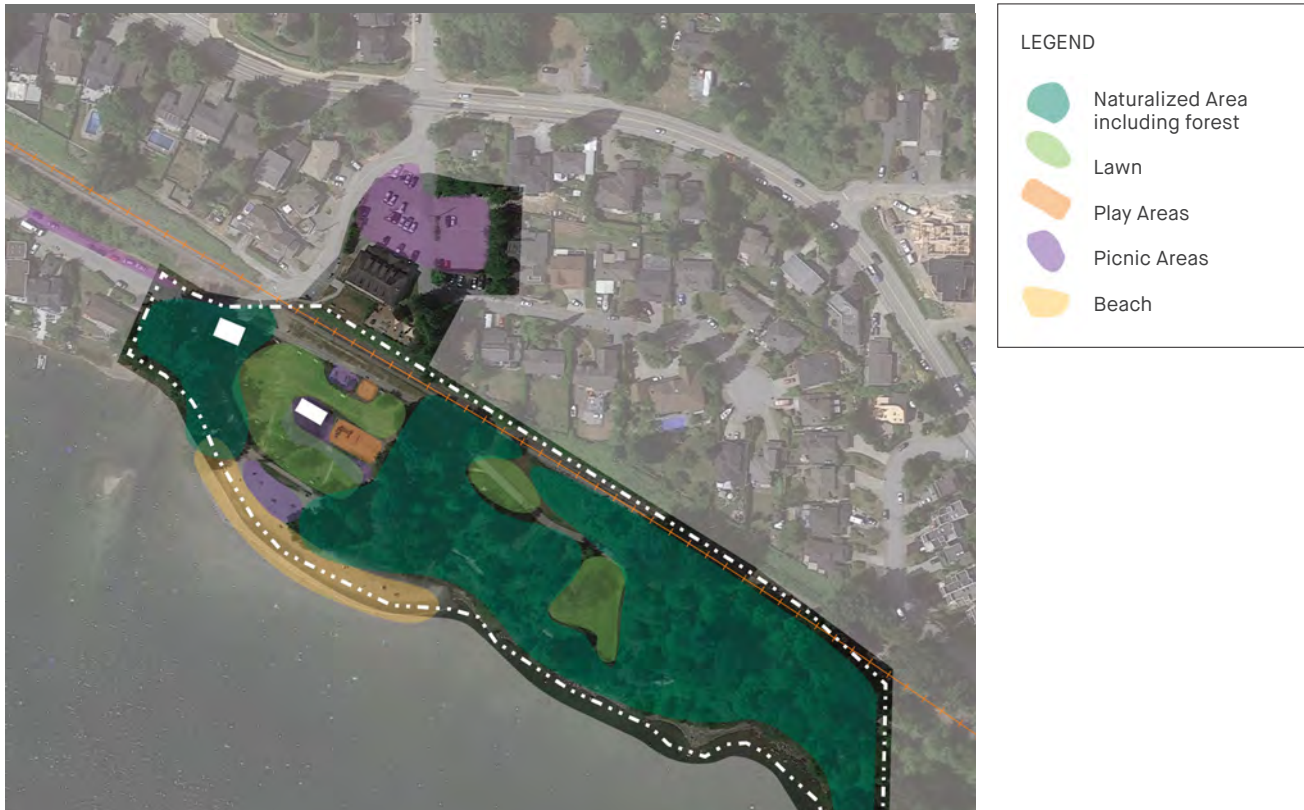 LEGEND
Naturalized Area
including forest
Lawn
Play Areas
Picnic Areas
Beach